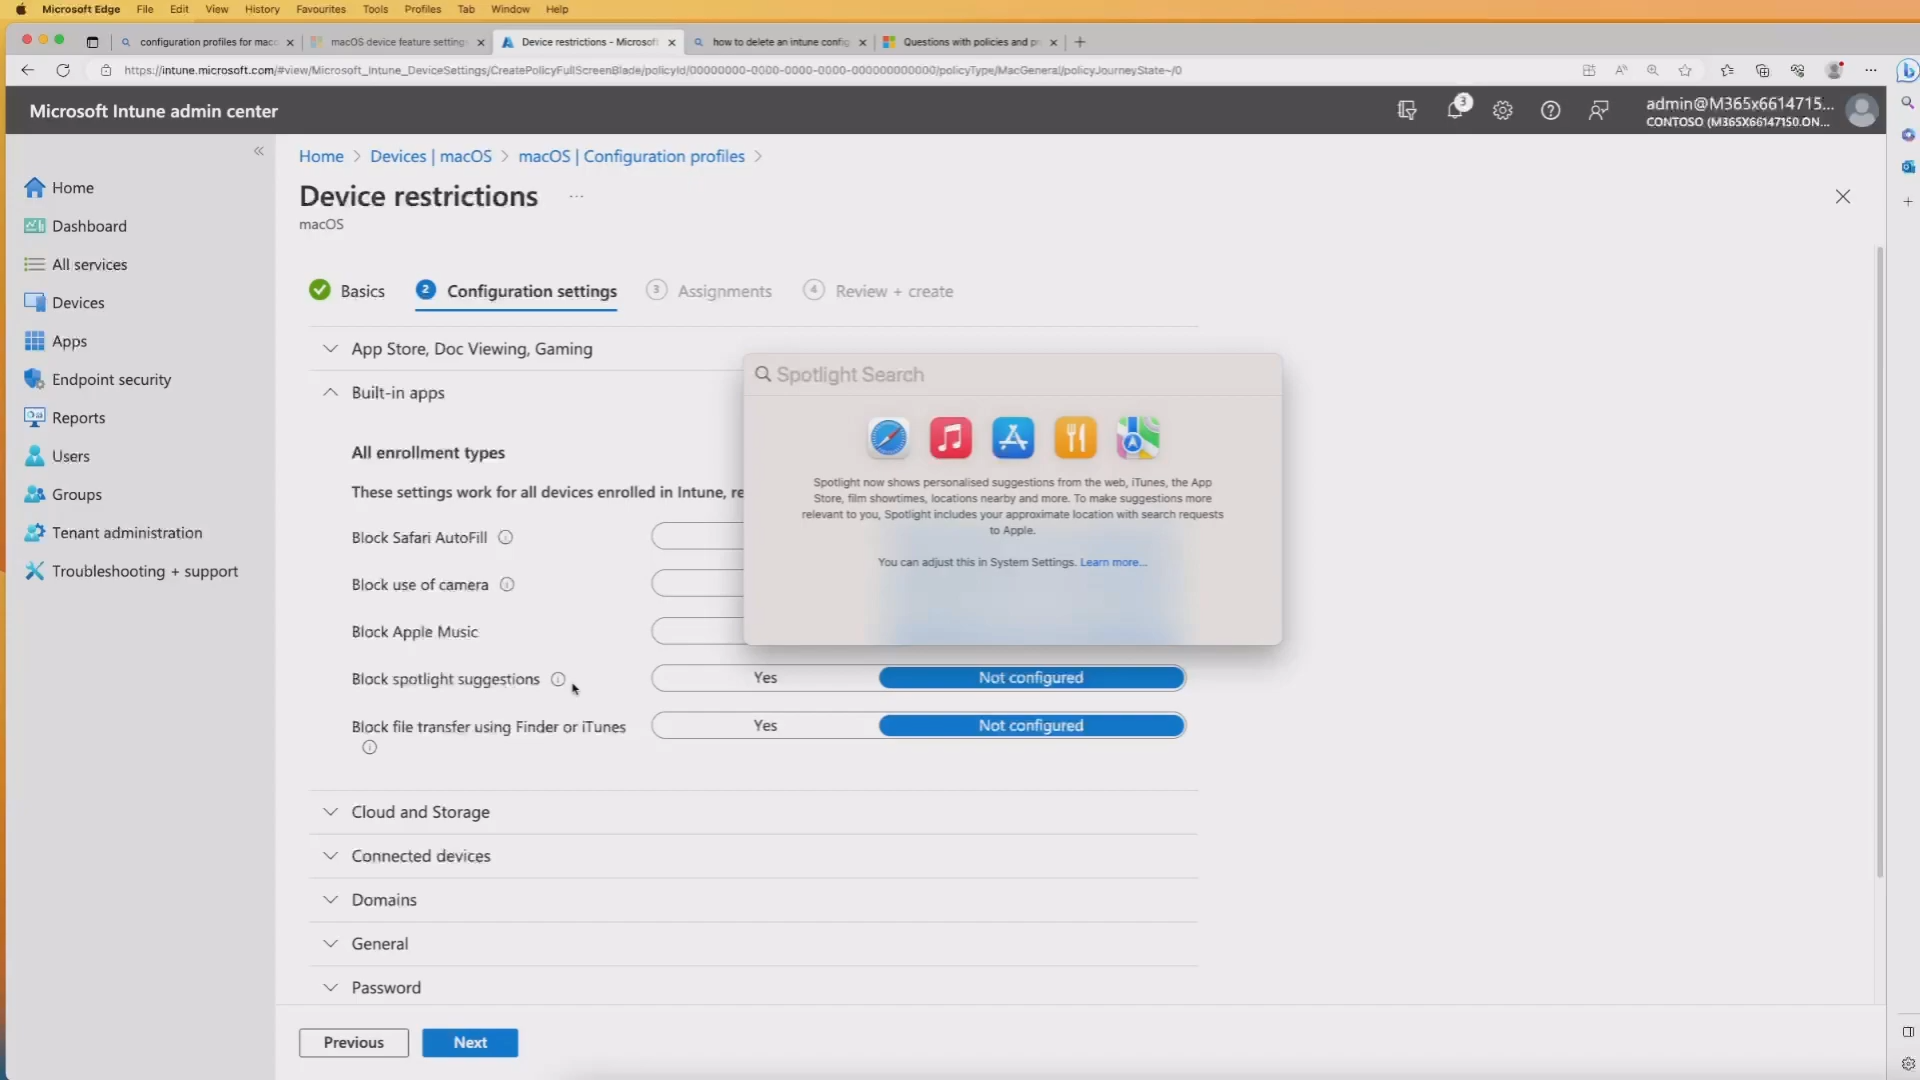 Microsoft Edge File Edit View History Favourites Tools Profiles Tab Window Help
configuration profiles for mac
macOS device feature settings
Device restrictions - Microsoft
how to delete an intune config
Questions with policies and p
https://intune.microsoft.com/#view/Microsoft_Intune_DeviceSettings/CreatePolicyFullScreenBlade/policyId/00000000-0000-0000-0000-000000000000/policyType/MacGeneral/policyJourneyState~/0
Microsoft Intune admin center
3
admin@M365x6614715...
CONTOSO (M365X66147150.ON...
Home
Dashboard
All services
Devices
Apps
Endpoint security
Reports
Users
Groups
Tenant administration
Troubleshooting + support
Home > Devices | macOS > macOS | Configuration profiles >
Device restrictions ...
macOS
Basics
2 Configuration settings
3 Assignments
4 Review + create
App Store, Doc Viewing, Gaming
Built-in apps
All enrollment types
These settings work for all devices enrolled in Intune, re
Block Safari AutoFill
Block use of camera
Block Apple Music
Block spotlight suggestions Yes Not configured
Block file transfer using Finder or iTunes Yes Not configured
Spotlight Search
Spotlight now shows personalised suggestions from the web, iTunes, the App
Store, film showtimes, locations nearby and more. To make suggestions more
relevant to you, Spotlight includes your approximate location with search requests
to Apple.
You can adjust this in System Settings. Learn more...
Cloud and Storage
Connected devices
Domains
General
Password
Previous Next